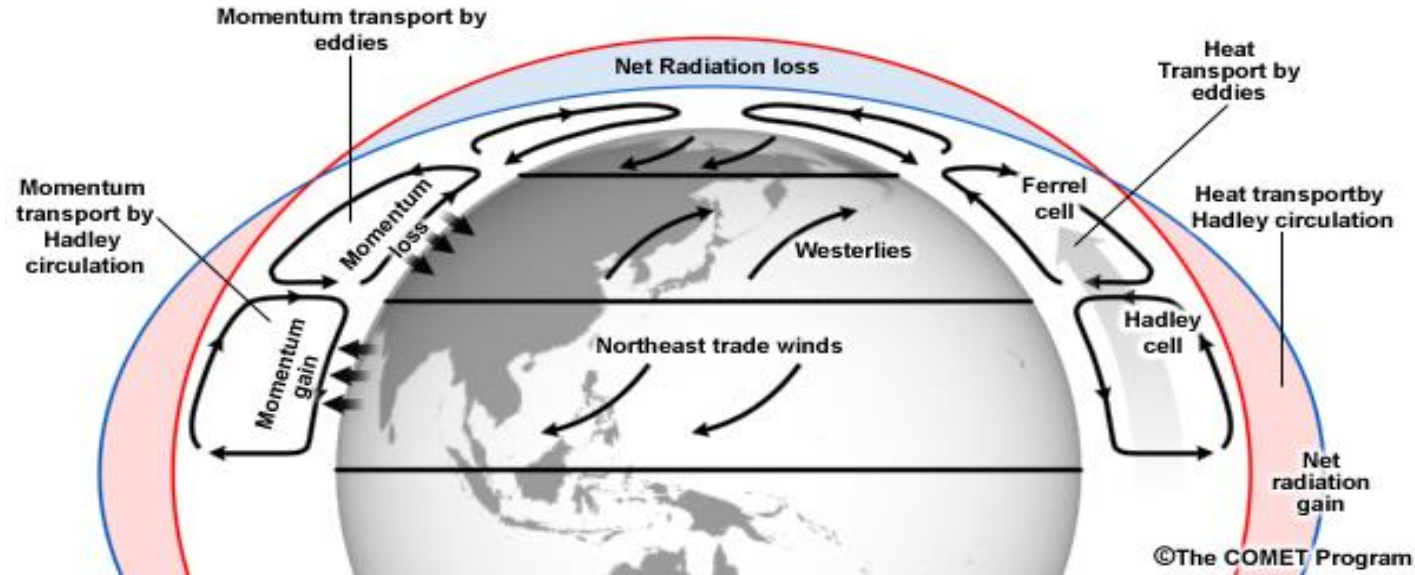 Momentum transport by
eddies
Net Radiation loss
Heat
Transport by
eddies
Momentum
transport by
Hadley
circulation
Momentum
loss
Ferrel
cell
Heat transportby
Hadley circulation
Westerlies
Momentum
gain
Northeast trade winds
Hadley
cell
Net
radiation
gain
©The COMET Program